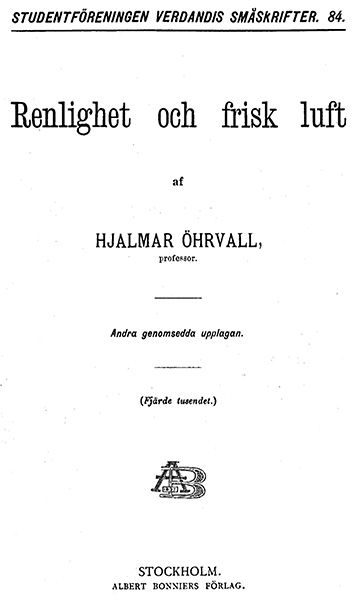 STUDENTFÖRENINGEN VERDANDIS SMÅSKRIFTER. 84.
Renlighet och frisk luft
af
HJALMAR ÖHRVALL,
professor.
Andra genomsedda upplagan.
(Fjärde tusendet.)
ABF
STOCKHOLM.
ALBERT BONNIERS FÖRLAG.